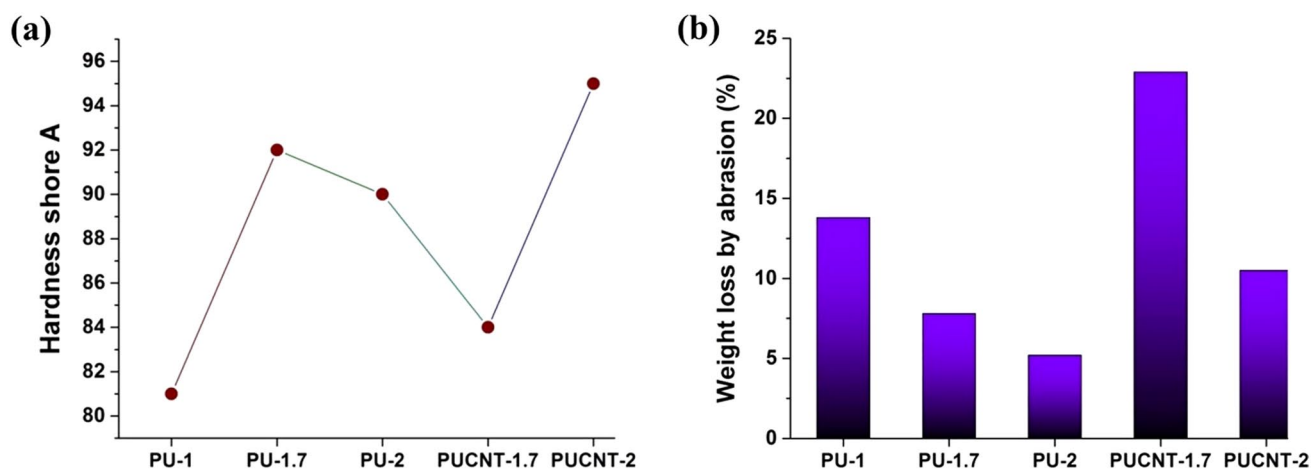 (a)
Hardness shore A
96
94
92
90
88
86
84
82
80
PU-1 PU-1.7 PU-2 PUCNT-1.7 PUCNT-2
(b)
Weight loss by abrasion (%)
25
20
15
10
5
0
PU-1 PU-1.7 PU-2 PUCNT-1.7 PUCNT-2